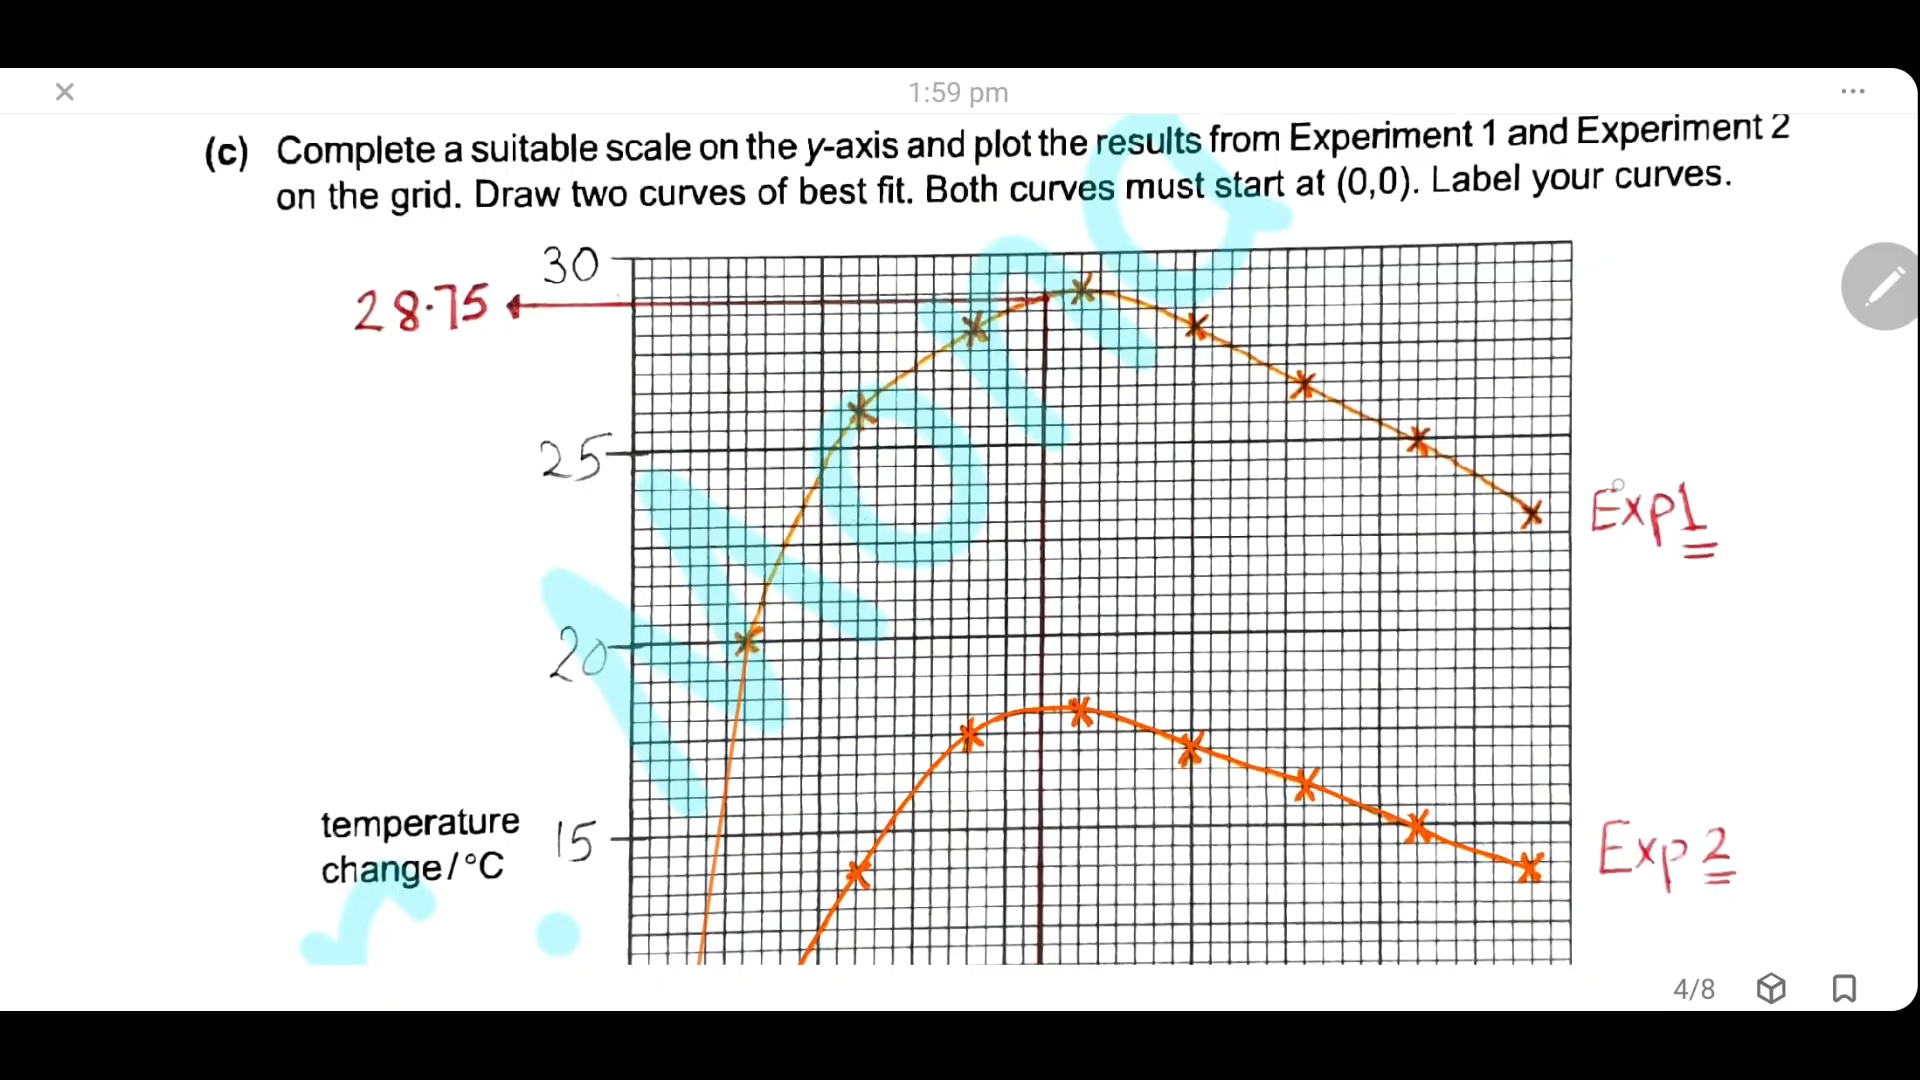 1:59 pm
(c) Complete a suitable scale on the y-axis and plot the results from Experiment 1 and Experiment 2
on the grid. Draw two curves of best fit. Both curves must start at (0,0). Label your curves.
30
28.75
25
Exp1
20
temperature
change/°C
15
Exp 2
Mona
r.
4/8